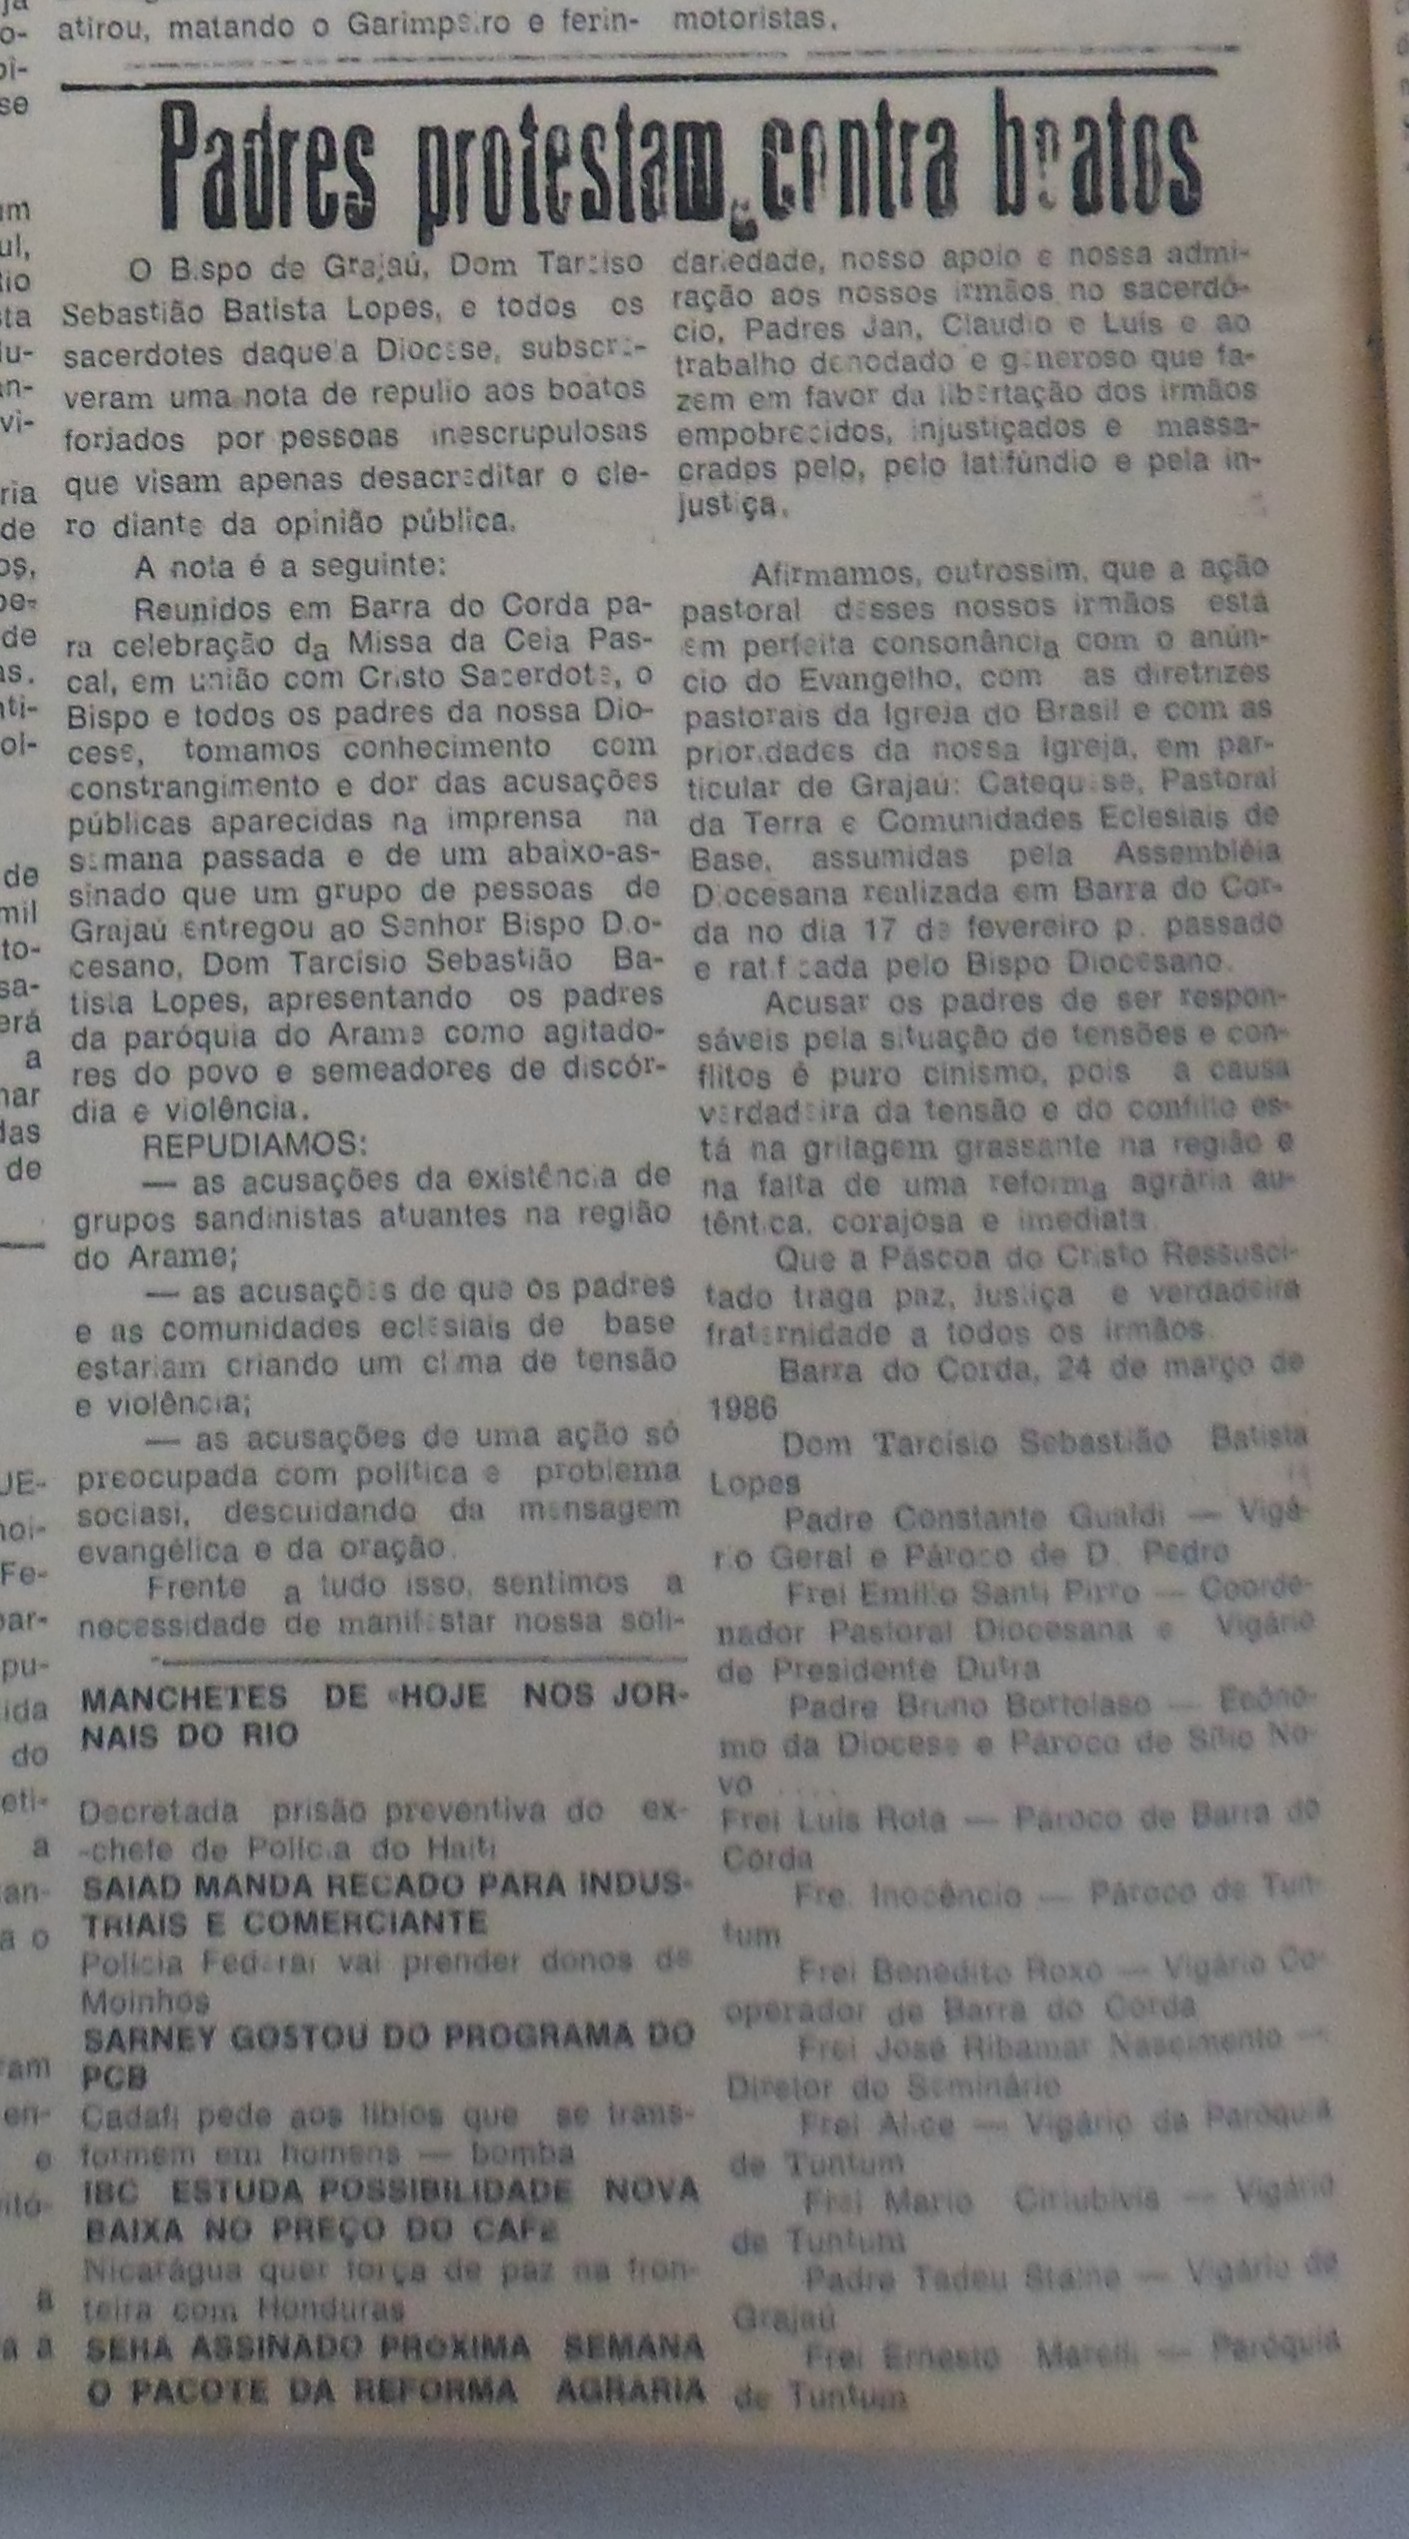 atirou, matando o Garimpeiro e ferin-
motoristas.
Padres protestam contra boatos
O Bispo de Grajaú, Dom Tarciso
Sebastião Batista Lopes, e todos os
sacerdotes daquela Diocese, subscre-
veram uma nota de repulio aos boatos
forjados por pessoas inescrupulosas
que visam apenas desacreditar o cle-
ro diante da opinião pública.
A nota é a seguinte:
Reunidos em Barra do Corda pa-
ra celebração da Missa da Ceia Pas-
cal, em união com Cristo Sacerdote, o
Bispo e todos os padres da nossa Dio-
cese, tomamos conhecimento com
constrangimento e dor das acusações
públicas aparecidas na imprensa na
semana passada e de um abaixo-as-
sinado que um grupo de pessoas de
Grajaú entregou ao Senhor Bispo Dio-
cesano, Dom Tarcísio Sebastião Ba-
tista Lopes, apresentando os padres
da paróquia do Arame como agitado-
res do povo e semeadores de discór-
dia e violência.
REPUDIAMOS:
— as acusações da existência de
grupos sandinistas atuantes na região
do Arame;
— as acusações de que os padres
e as comunidades eclesiais de base
estariam criando um clima de tensão
e violência;
— as acusações de uma ação só
preocupada com política e problema
sociasi, descuidando da mensagem
evangélica e da oração.
Frente a tudo isso, sentimos a
necessidade de manifestar nossa soli-
dariedade, nosso apoio e nossa admi-
ração aos nossos irmãos no sacerdó-
cio, Padres Jan, Claudio e Luís e ao
trabalho denodado e generoso que fa-
zem em favor da libertação dos irmãos
empobrecidos, injustiçados e massa-
crados pelo, pelo latifúndio e pela in-
justiça.
Afirmamos, outrossim, que a ação
pastoral desses nossos irmãos está
em perfeita consonância com o anún-
cio do Evangelho, com as diretrizes
pastorais da Igreja do Brasil e com as
prioridades da nossa Igreja, em par-
ticular de Grajaú: Catequese, Pastoral
da Terra e Comunidades Eclesiais de
Base, assumidas pela Assembléia
Diocesana realizada em Barra do Cor-
da no dia 17 de fevereiro p. passado
e ratificada pelo Bispo Diocesano.
Acusar os padres de ser respon-
sáveis pela situação de tensões e con-
flitos é puro cinismo, pois a causa
verdadeira da tensão e do conflito es-
tá na grilagem grassante na região e
na falta de uma reforma agrária au-
têntica, corajosa e imediata.
Que a Páscoa do Cristo Ressusci-
tado traga paz, justiça e verdadeira
fraternidade a todos os irmãos.
Barra do Corda, 24 de março de
1986
Dom Tarcísio Sebastião Batista
Lopes
Padre Constante Gualdi — Vigá-
rio Geral e Pároco de D. Pedro
Frei Emilio Santi Pirro — Coorde-
nador Pastoral Diocesana e Vigário
de Presidente Dutra
Padre Bruno Bortolaso — Ecôno-
mo da Diocese e Pároco de Sítio No-
vo ....
Frei Luis Rota — Pároco de Barra do
Corda
Frei Inocêncio — Pároco de Tun-
tum
Frei Benedito Roxo — Vigário Co-
operador de Barra do Corda
Frei José Ribamar Nascimento —
Diretor do Seminário
Frei Alice — Vigário da Paróquia
de Tuntum
Frei Mario — Vigário
de Tuntum
Padre Tadeu Staine — Vigário de
Grajaú
Frei Ernesto Marelli — Paróquia
de Tuntum
MANCHETES DE HOJE NOS JOR-
NAIS DO RIO
Decretada prisão preventiva do ex-
-chefe de Polícia do Haiti
SAIAD MANDA RECADO PARA INDUS-
TRIAIS E COMERCIANTE
Policia Federal vai prender donos de
Moinhos
SARNEY GOSTOU DO PROGRAMA DO
PCB
Cadafi pede aos líbios que se trans-
formem em homens — bomba
IBC ESTUDA POSSIBILIDADE NOVA
BAIXA NO PREÇO DO CAFE
Nicarágua quer força de paz na fron-
teira com Honduras
SERA ASSINADO PROXIMA SEMANA
O PACOTE DA REFORMA AGRARIA